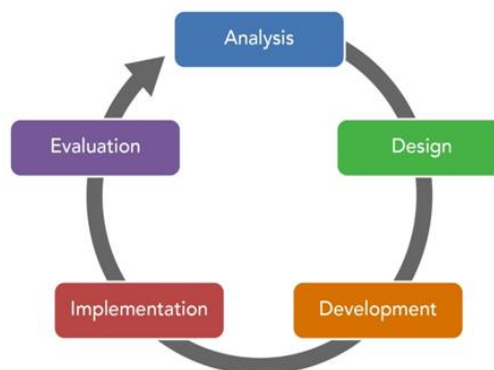 Analysis
Design
Development
Implementation
Evaluation